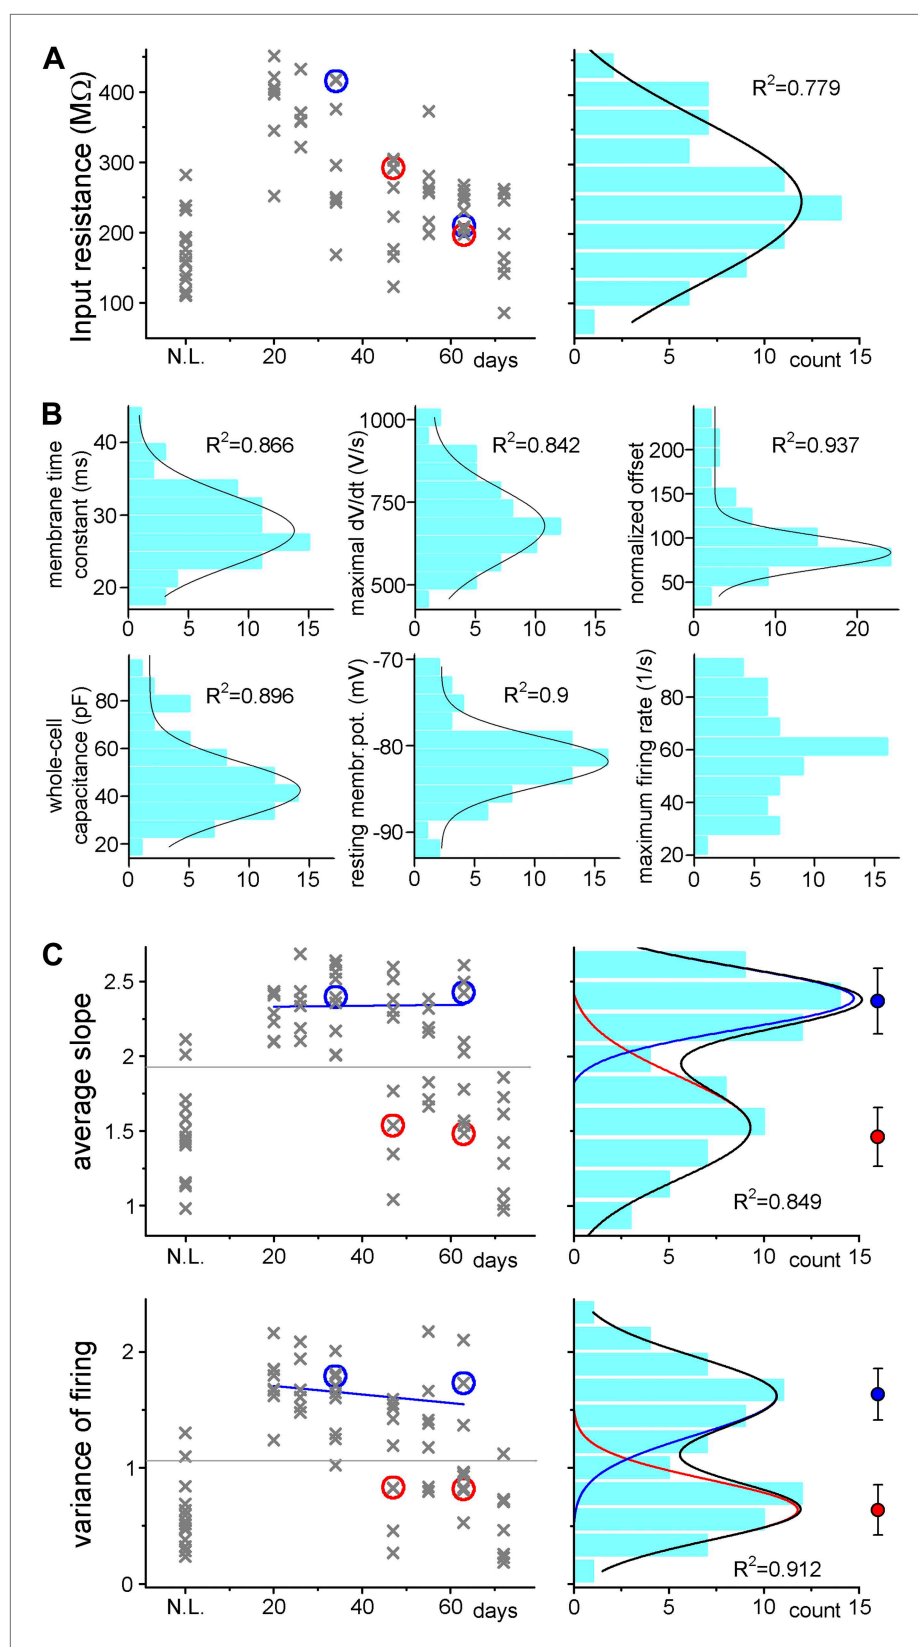 A
Input resistance (MΩ)
400
300
200
100
N.L.
20
40
60
days
R²=0.779
0
5
10
count
15
B
membrane time
constant (ms)
40
30
20
R²=0.866
0
5
10
15
maximal dV/dt (V/s)
1000
750
500
R²=0.842
0
5
10
15
normalized offset
200
150
100
50
R²=0.937
0
10
20
whole-cell
capacitance (pF)
80
60
40
20
R²=0.896
0
5
10
15
resting membr.pot. (mV)
-70
-80
-90
R²=0.9
0
5
10
15
maximum firing rate (1/s)
80
60
40
20
0
5
10
15
C
average slope
2.5
2
1.5
1
N.L.
20
40
60
days
R²=0.849
0
5
10
count
15
variance of firing
2
1
0
N.L.
20
40
60
days
R²=0.912
0
5
10
count
15